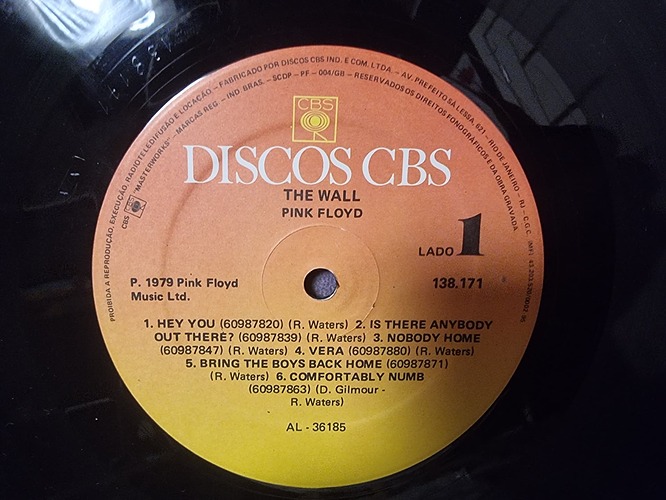 PROIBIDA A REPRODUÇÃO, EXECUÇÃO, RADIOTELEDIFUSÃO E LOCAÇÃO. - FABRICADO POR DISCOS CBS IND. E COM. LTDA. - AV. PREFEITO SÁ LESSA, 621 - RIO DE JANEIRO - RJ - C.G.C.
CBS "MASTERWORKS" - MARCAS REG. - IND. BRAS. - SCDP - PF - 004/GB - RESERVADOS OS DIREITOS FONOGRÁFICOS E DA OBRA GRAVADA
CBS
DISCOS CBS
THE WALL
PINK FLOYD
LADO 1
P. 1979 Pink Floyd
Music Ltd.
138.171
1. HEY YOU (60987820) (R. Waters) 2. IS THERE ANYBODY
OUT THERE? (60987839) (R. Waters) 3. NOBODY HOME
(60987847) (R. Waters) 4. VERA (60987880) (R. Waters)
5. BRING THE BOYS BACK HOME (60987871)
(R. Waters) 6. COMFORTABLY NUMB
(60987863) (D. Gilmour -
R. Waters)
AL - 36185